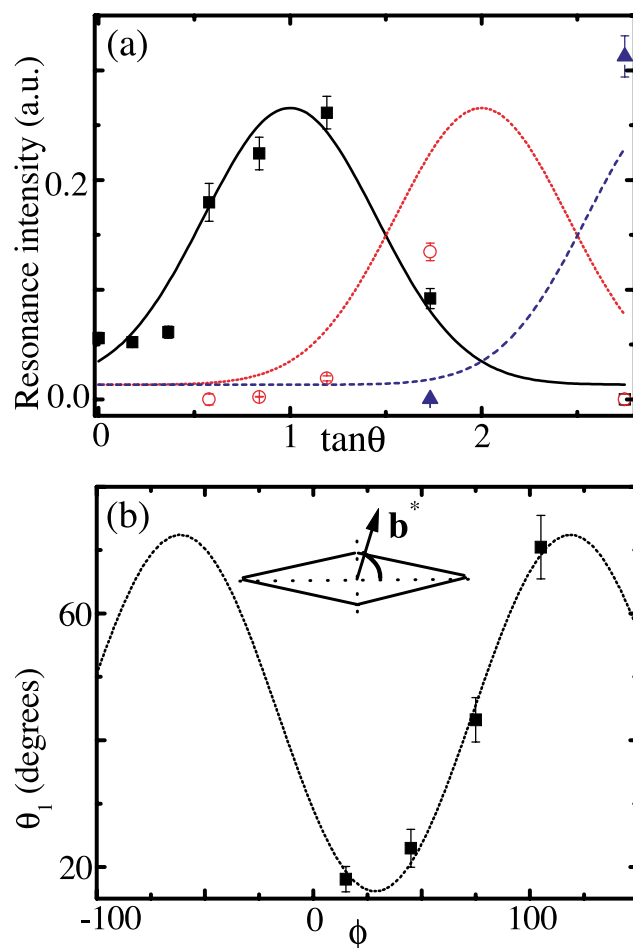 (a)
Resonance intensity (a.u.)
0.2
0.0
0
1
2
tanθ
(b)
b*
θ₁ (degrees)
60
20
-100
0
100
ϕ